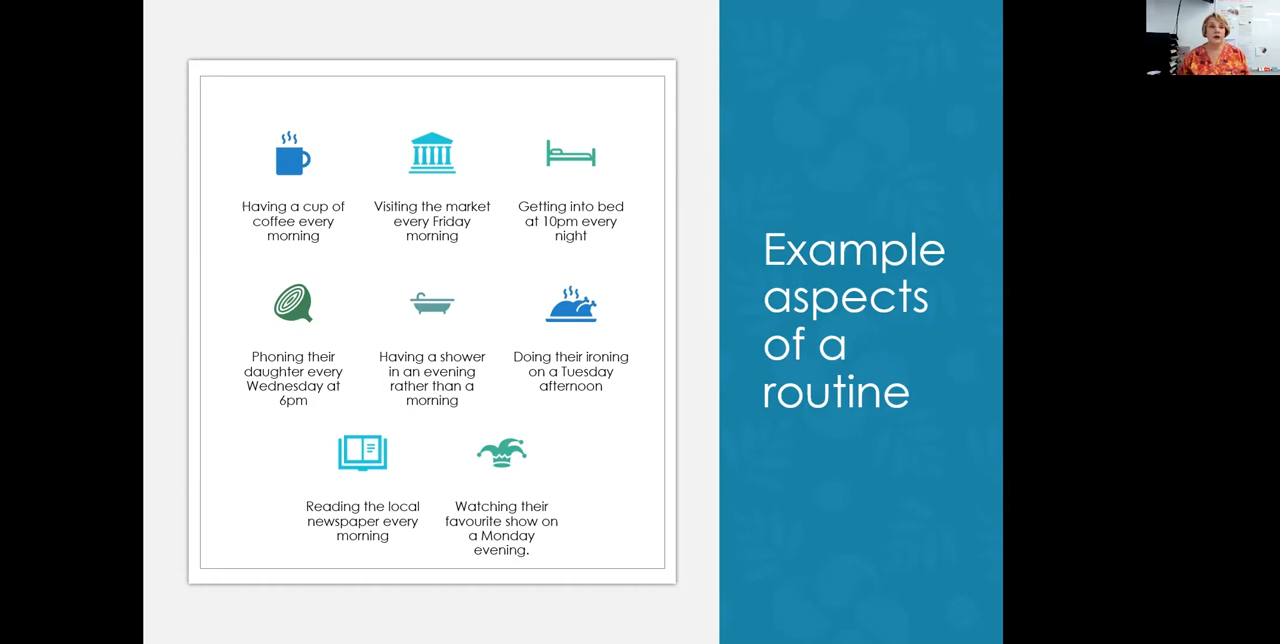 Having a cup of
coffee every
morning
Visiting the market
every Friday
morning
Getting into bed
at 10pm every
night
Phoning their
daughter every
Wednesday at
6pm
Having a shower
in an evening
rather than a
morning
Doing their ironing
on a Tuesday
afternoon
Reading the local
newspaper every
morning
Watching their
favourite show on
a Monday
evening.
Example
aspects
of a
routine